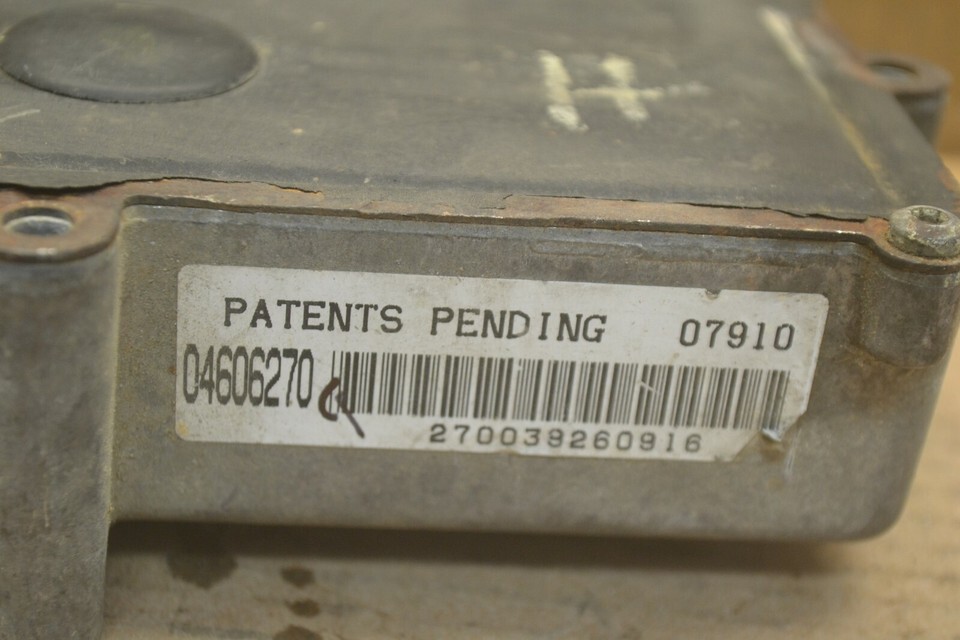 H
PATENTS PENDING 07910
04606270
270039260916